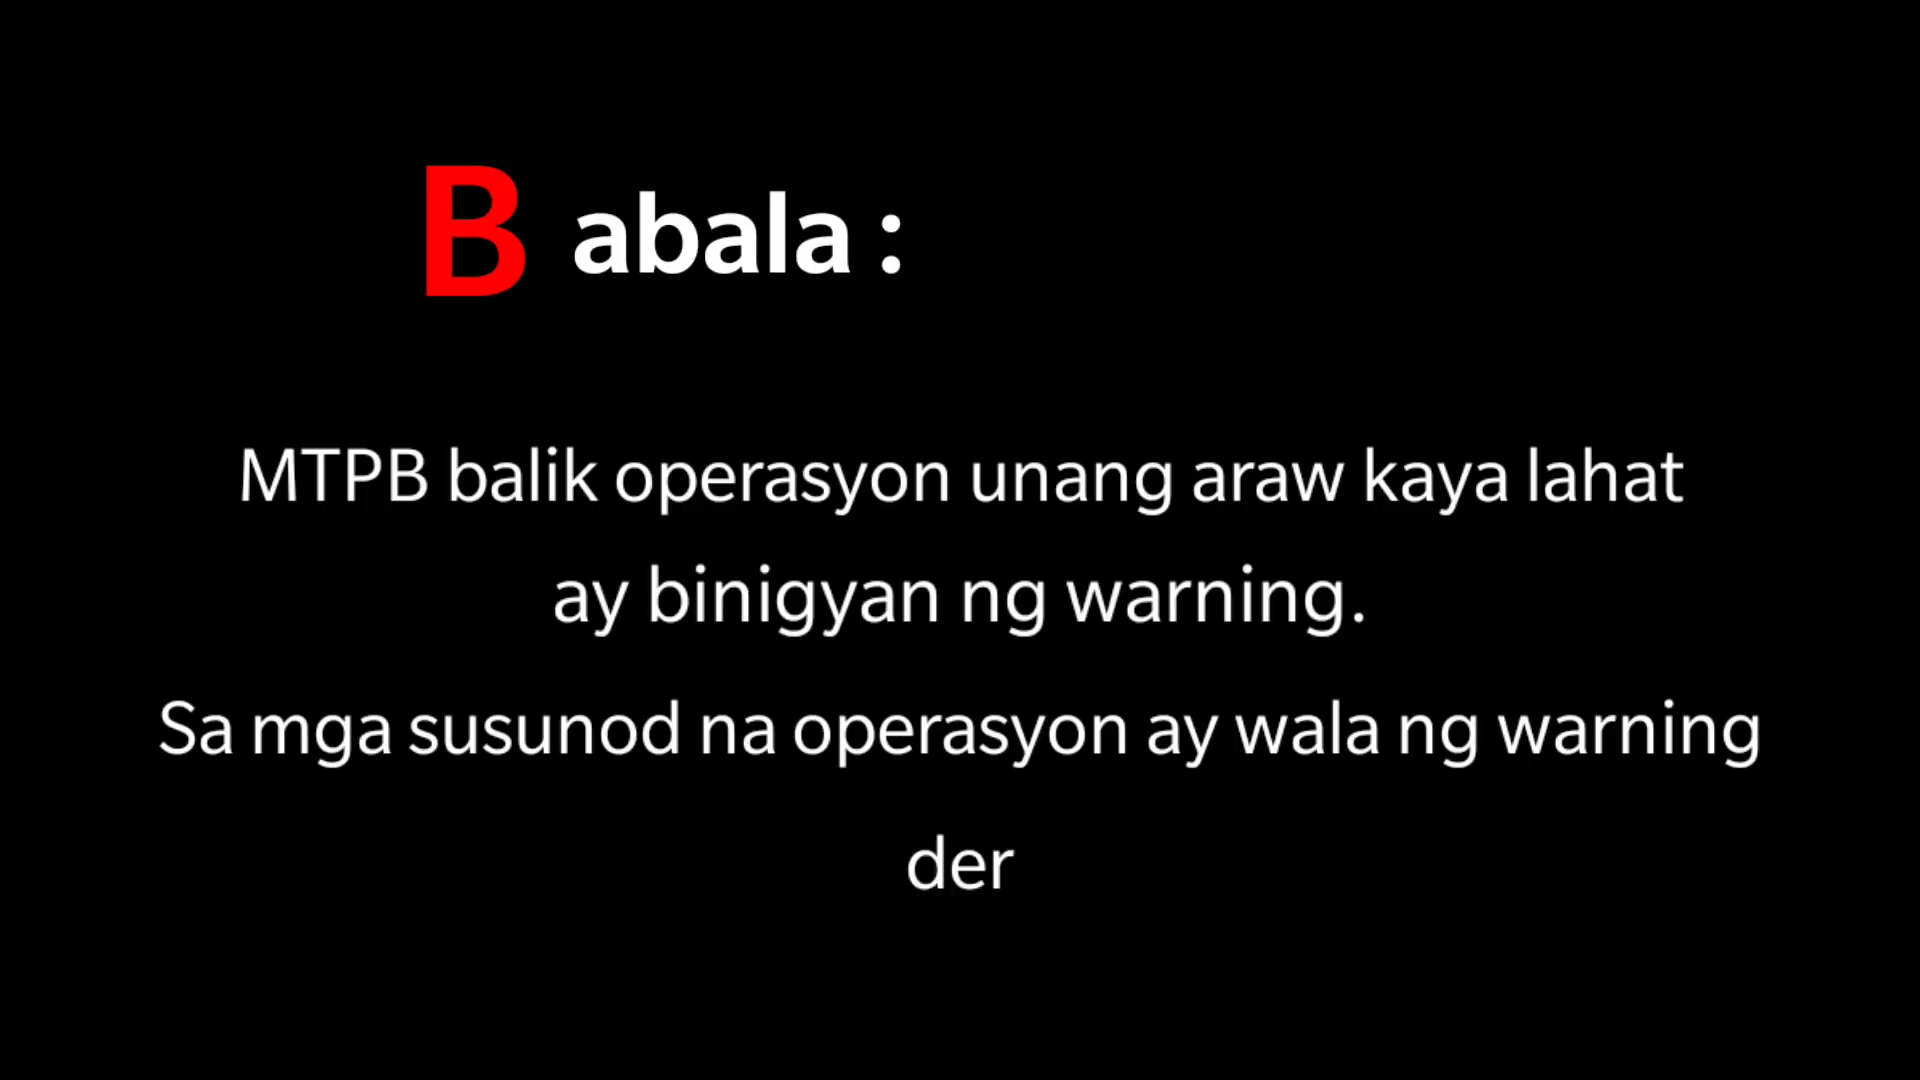 Babala :
MTPB balik operasyon unang araw kaya lahat
ay binigyan ng warning.
Sa mga susunod na operasyon ay wala ng warning
der